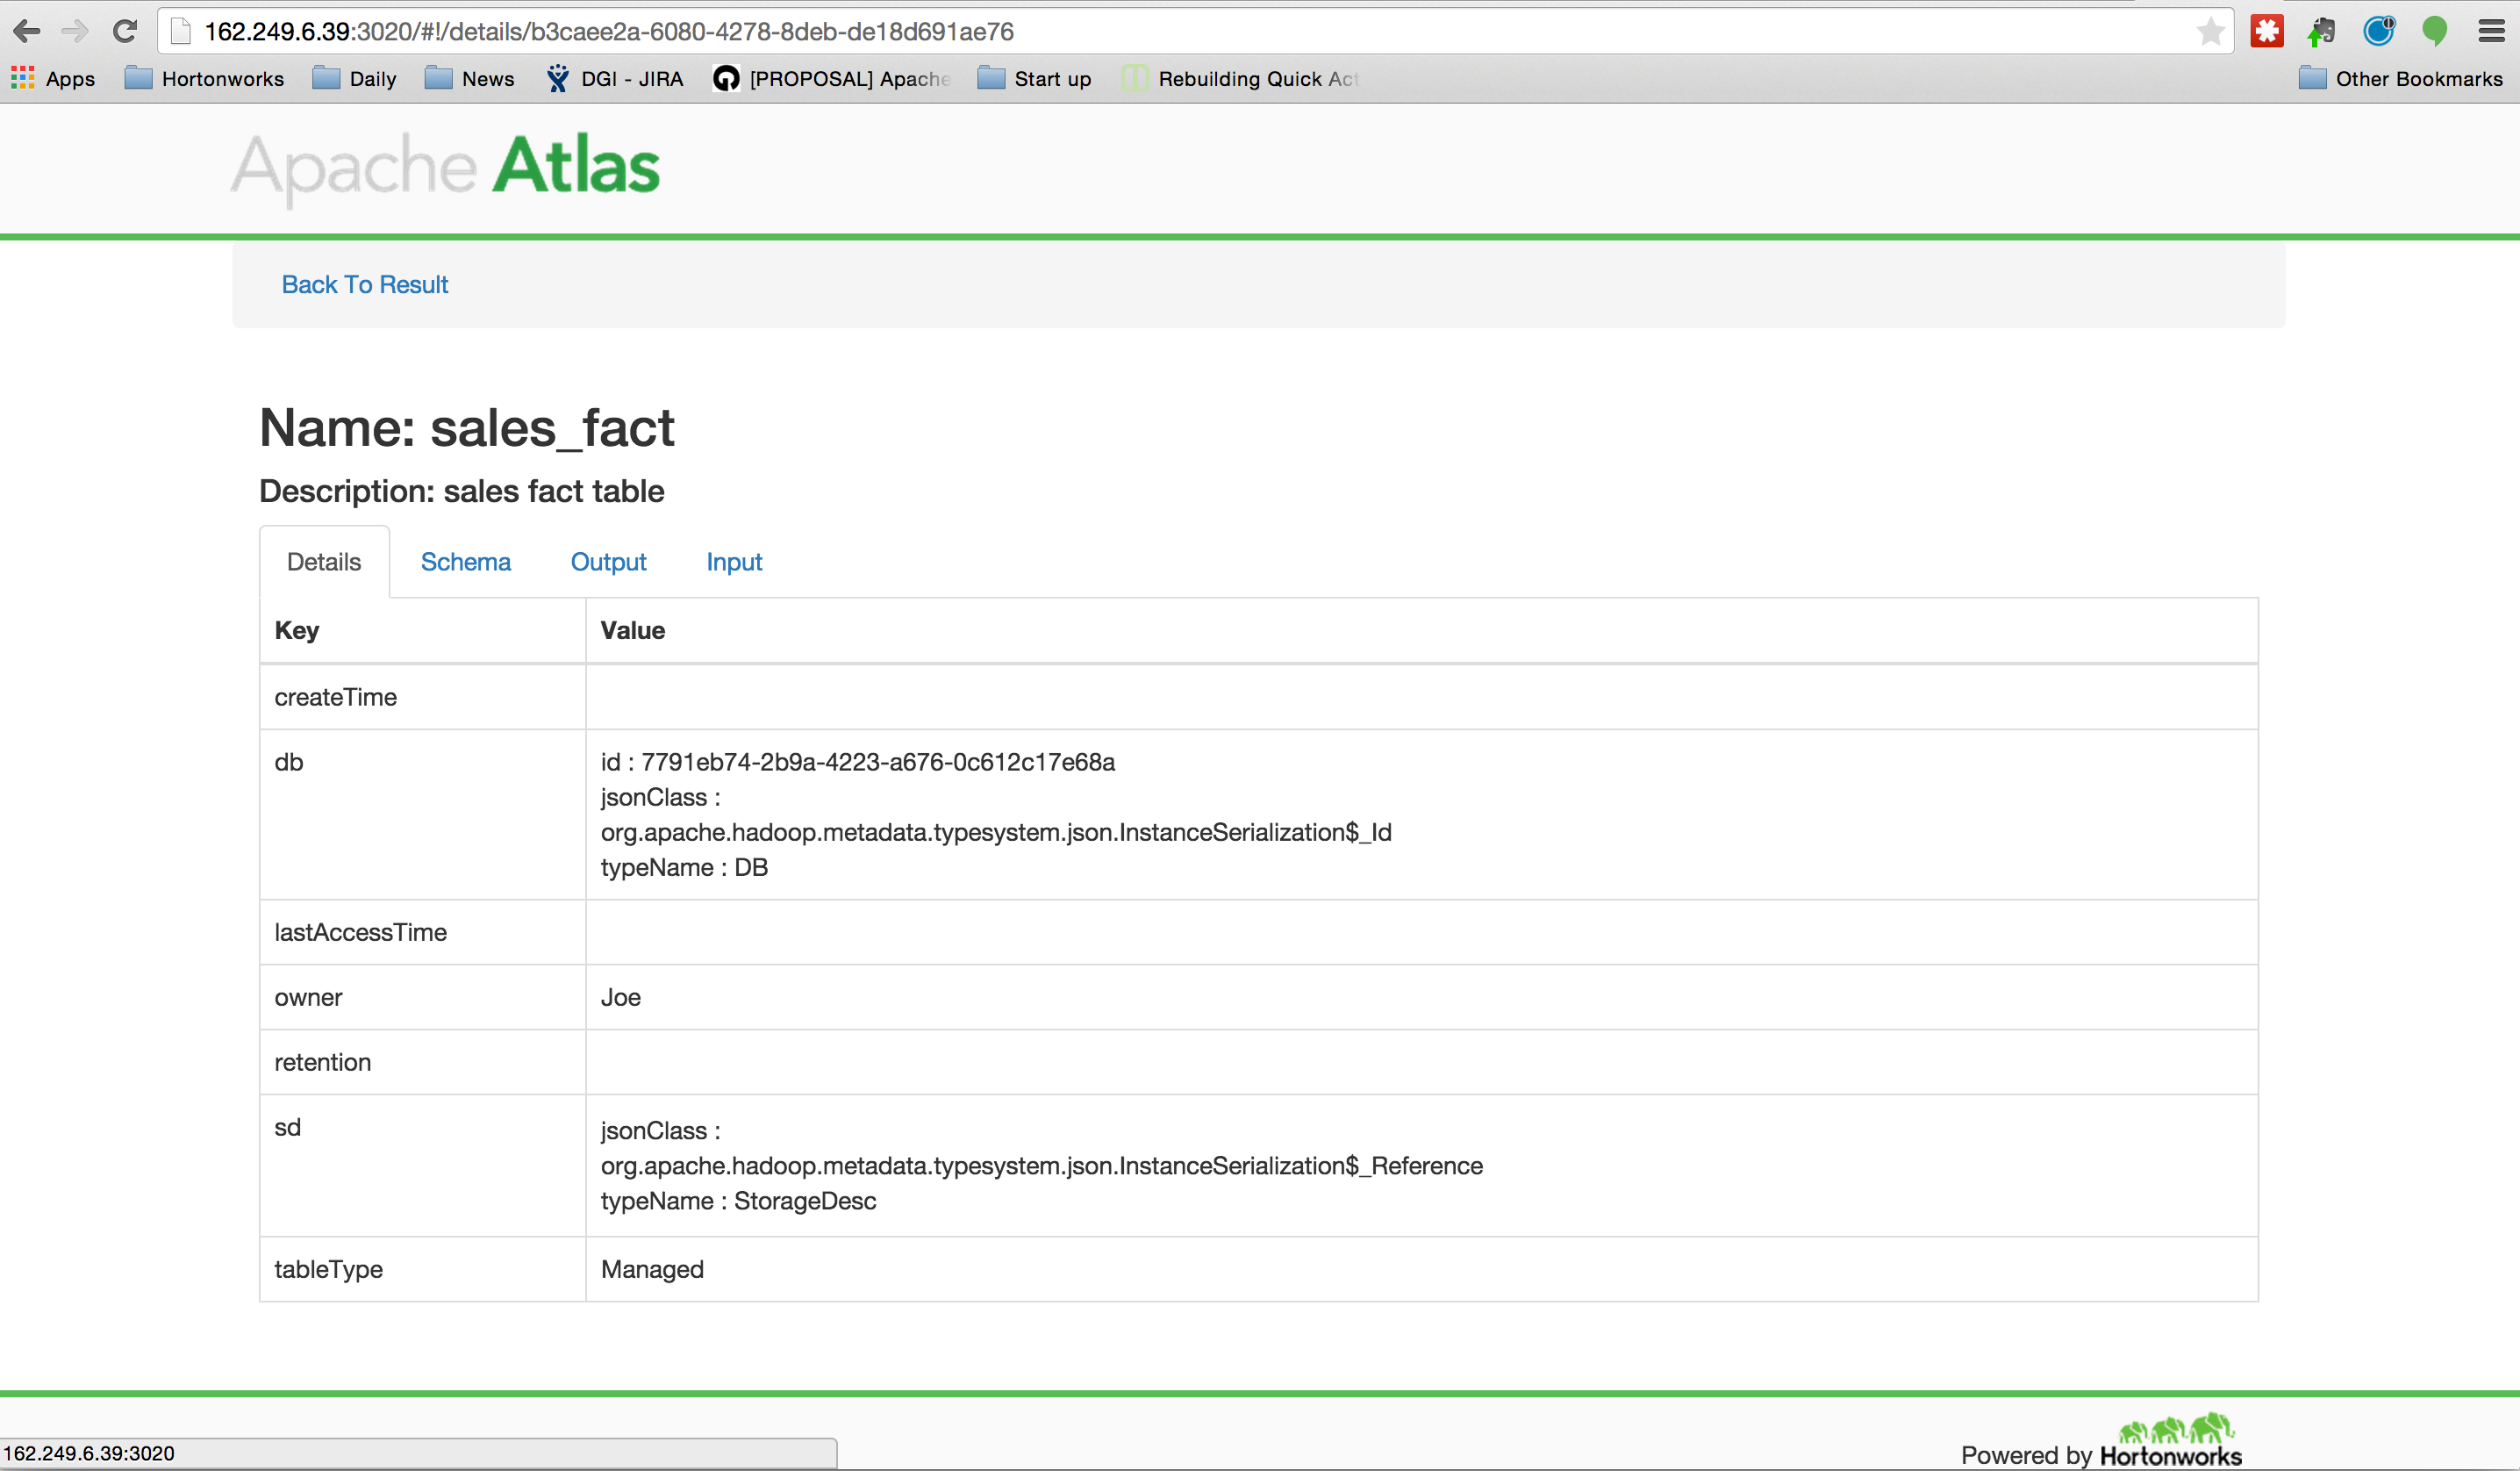 162.249.6.39:3020/#!/details/b3caee2a-6080-4278-8deb-de18d691ae76
Apps Hortonworks Daily News DGI - JIRA [PROPOSAL] Apache Start up Rebuilding Quick Act Other Bookmarks
Apache Atlas
Back To Result
Name: sales_fact
Description: sales fact table
Details Schema Output Input
Key Value
createTime
db id : 7791eb74-2b9a-4223-a676-0c612c17e68a
jsonClass :
org.apache.hadoop.metadata.typesystem.json.InstanceSerialization$_Id
typeName : DB
lastAccessTime
owner Joe
retention
sd jsonClass :
org.apache.hadoop.metadata.typesystem.json.InstanceSerialization$_Reference
typeName : StorageDesc
tableType Managed
162.249.6.39:3020
Powered by Hortonworks